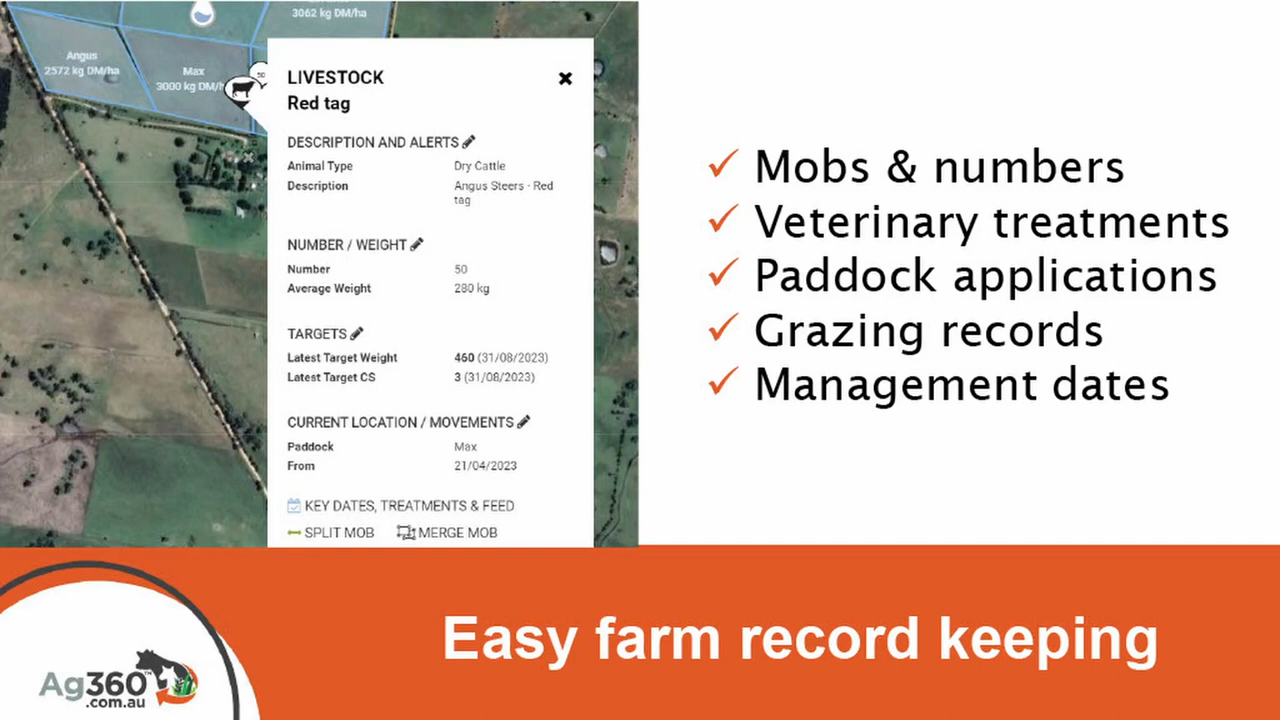 3062 kg DM/ha
Angus
2572 kg DM/ha
Max
3000 kg DM/h
50
LIVESTOCK
Red tag
DESCRIPTION AND ALERTS
Animal Type Dry Cattle
Description Angus Steers - Red
tag
NUMBER / WEIGHT
Number 50
Average Weight 280 kg
TARGETS
Latest Target Weight 460 (31/08/2023)
Latest Target CS 3 (31/08/2023)
CURRENT LOCATION / MOVEMENTS
Paddock Max
From 21/04/2023
KEY DATES, TREATMENTS & FEED
SPLIT MOB MERGE MOB
Mobs & numbers
Veterinary treatments
Paddock applications
Grazing records
Management dates
Easy farm record keeping
Ag360™
.com.au